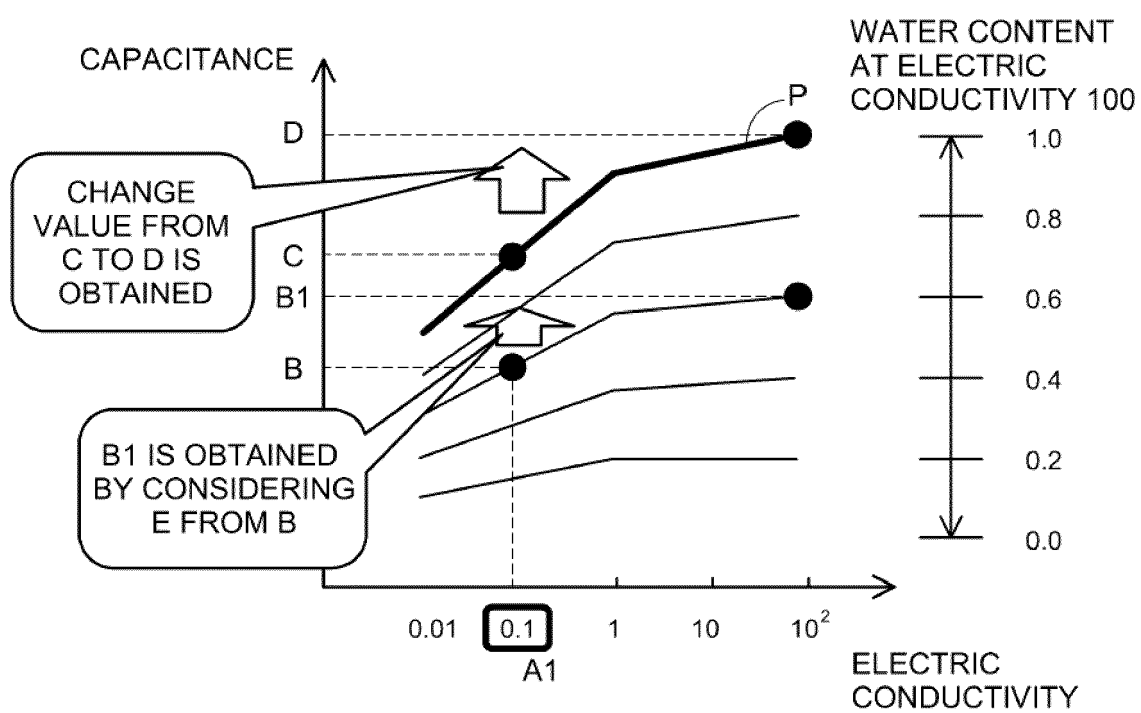 CAPACITANCE
WATER CONTENT
AT ELECTRIC
CONDUCTIVITY 100
P
D
1.0
CHANGE
VALUE FROM
C TO D IS
OBTAINED
0.8
C
B1
0.6
B
0.4
B1 IS OBTAINED
BY CONSIDERING
E FROM B
0.2
0.0
0.01 0.1 1 10 10²
A1
ELECTRIC
CONDUCTIVITY